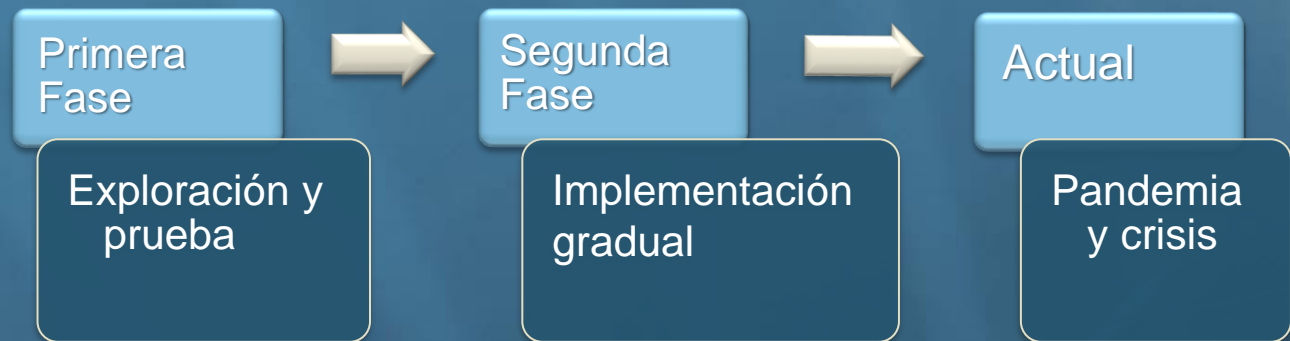 Primera
Fase
Exploración y
prueba
Segunda
Fase
Implementación
gradual
Actual
Pandemia
y crisis